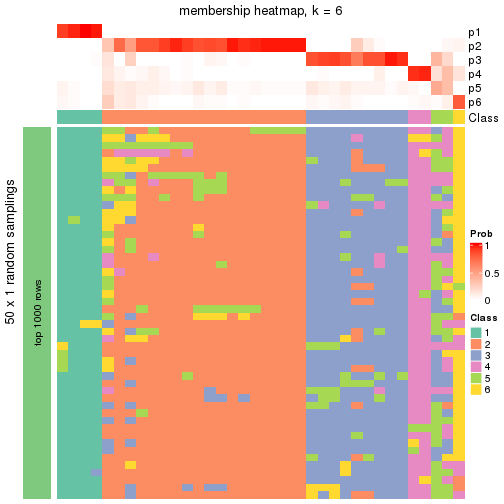 membership heatmap, k = 6
p1
p2
p3
p4
p5
p6
Class
50 x 1 random samplings
top 1000 rows
Prob
1
0.5
0
Class
1
2
3
4
5
6